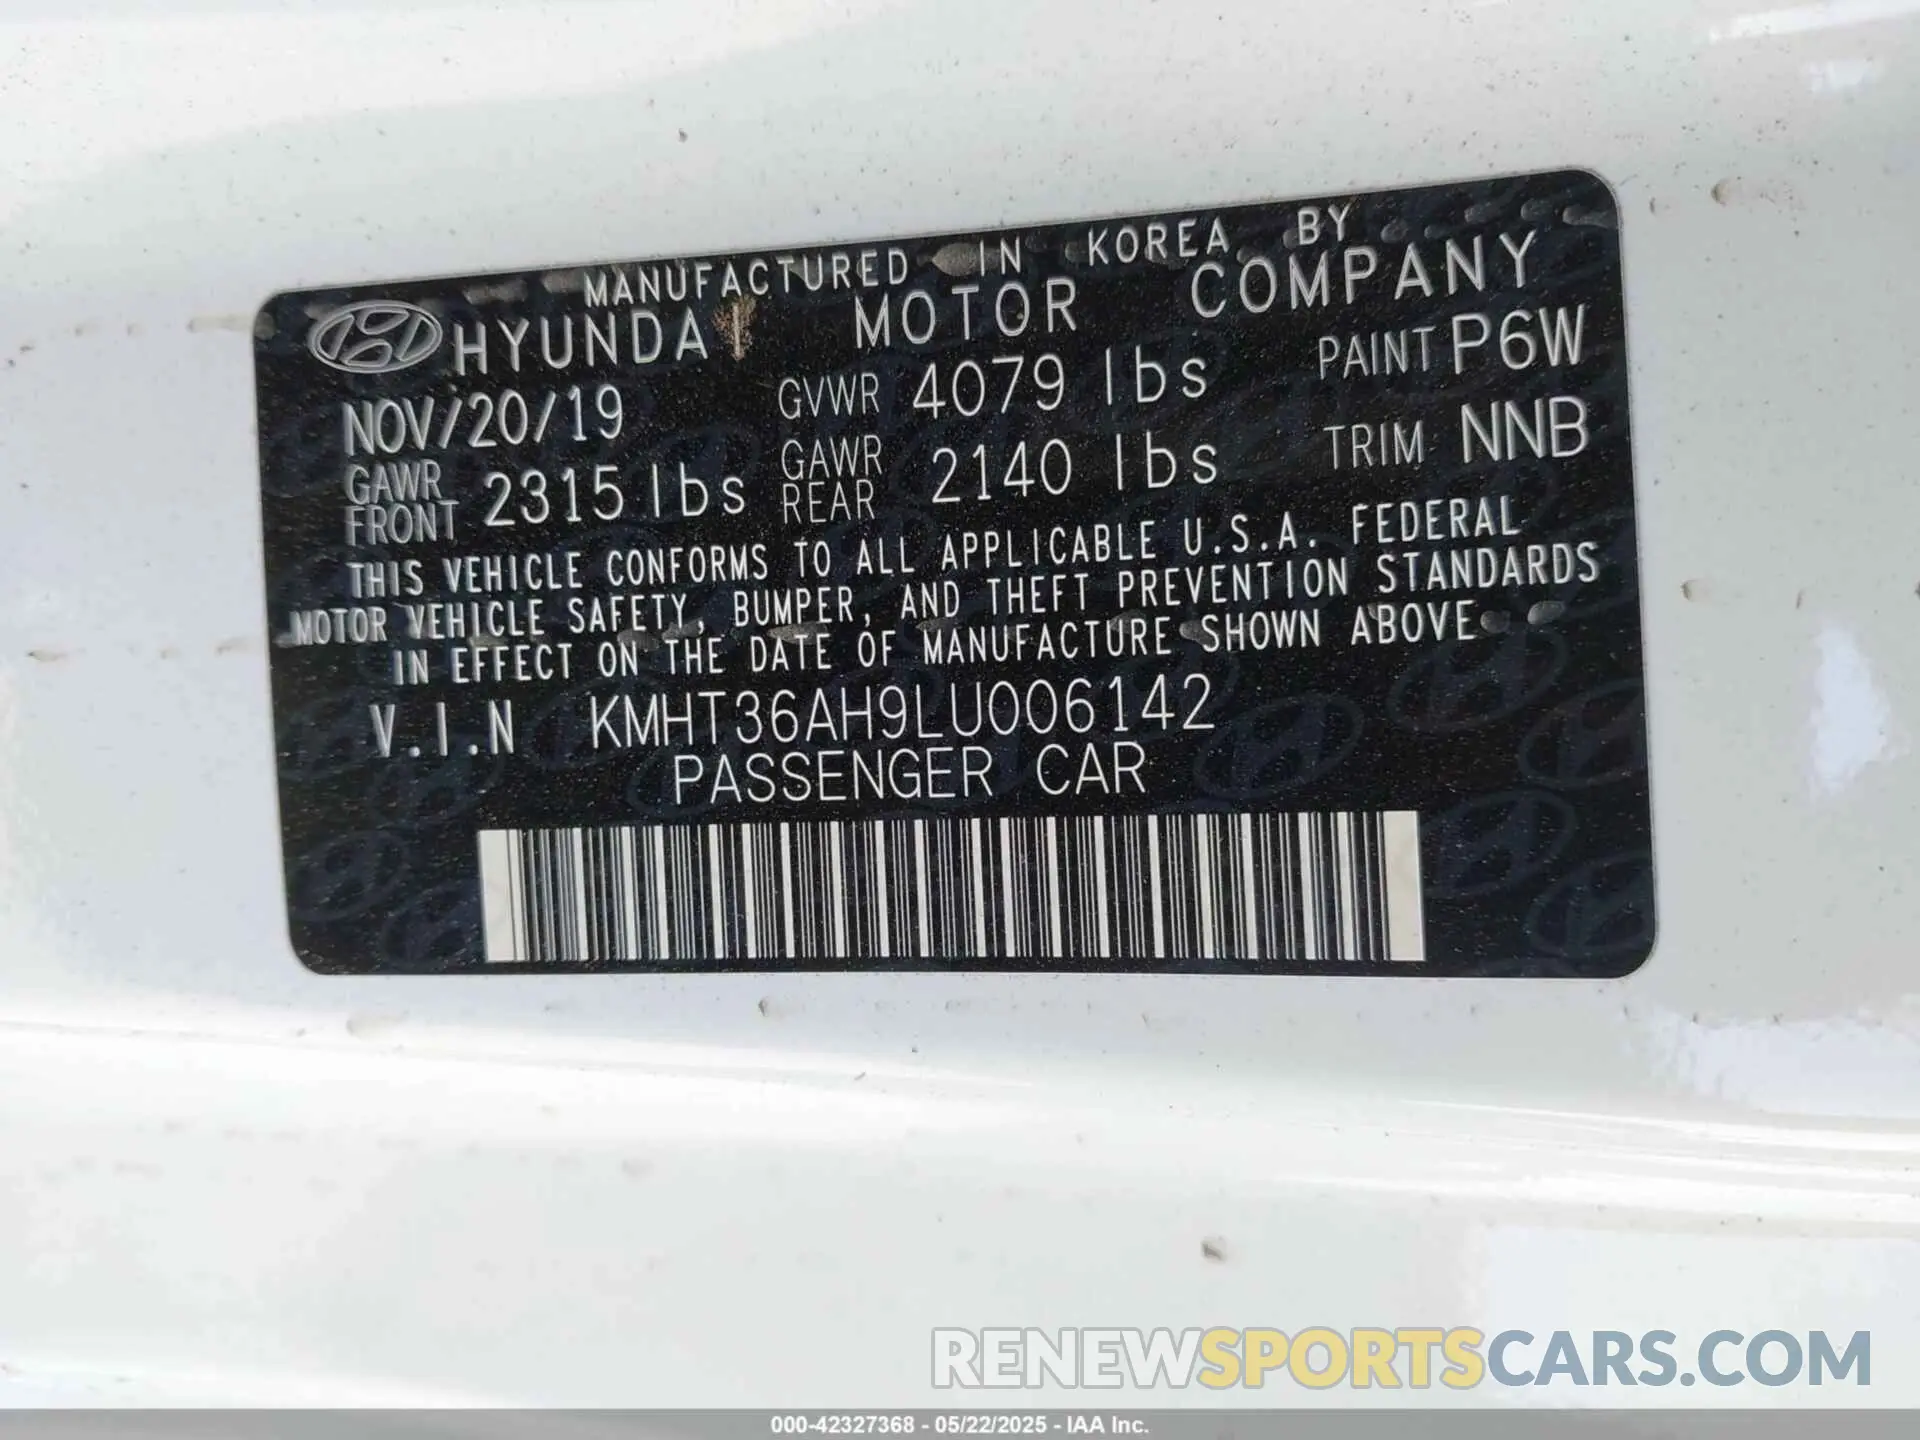 MANUFACTURED IN KOREA BY
HYUNDAI MOTOR COMPANY
NOV/20/19 GVWR 4079 lbs PAINT P6W
GAWR FRONT 2315 lbs GAWR REAR 2140 lbs TRIM NNB
THIS VEHICLE CONFORMS TO ALL APPLICABLE U.S.A. FEDERAL
MOTOR VEHICLE SAFETY, BUMPER, AND THEFT PREVENTION STANDARDS
IN EFFECT ON THE DATE OF MANUFACTURE SHOWN ABOVE
V.I.N KMHT36AH9LU006142
PASSENGER CAR
RENEWSPORTSCARS.COM
000-42327368 - 05/22/2025 - IAA Inc.